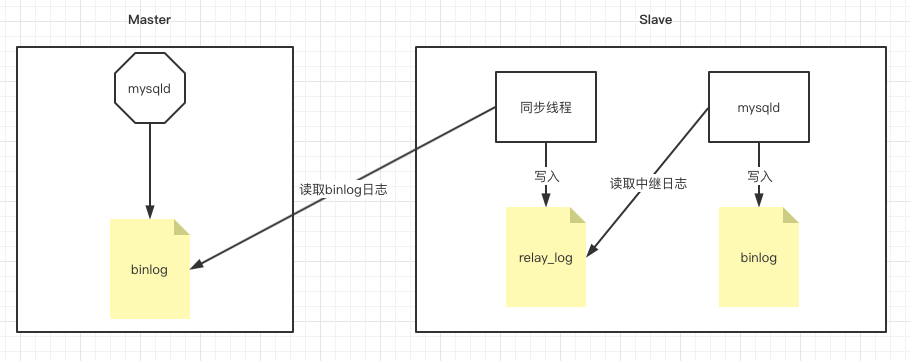 Master
Slave
mysqld
同步线程
mysqld
写入
读取中继日志
写入
读取binlog日志
binlog
relay_log
binlog